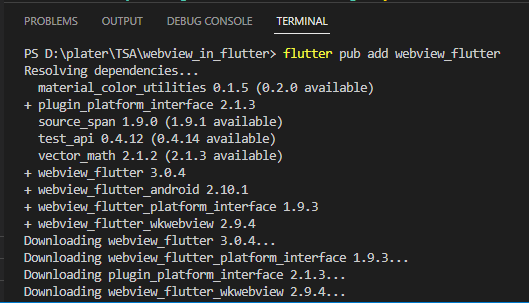 PROBLEMS OUTPUT DEBUG CONSOLE TERMINAL
PS D:\plater\TSA\webview_in_flutter> flutter pub add webview_flutter
Resolving dependencies...
  material_color_utilities 0.1.5 (0.2.0 available)
+ plugin_platform_interface 2.1.3
  source_span 1.9.0 (1.9.1 available)
  test_api 0.4.12 (0.4.14 available)
  vector_math 2.1.2 (2.1.3 available)
+ webview_flutter 3.0.4
+ webview_flutter_android 2.10.1
+ webview_flutter_platform_interface 1.9.3
+ webview_flutter_wkwebview 2.9.4
Downloading webview_flutter 3.0.4...
Downloading webview_flutter_platform_interface 1.9.3...
Downloading plugin_platform_interface 2.1.3...
Downloading webview_flutter_wkwebview 2.9.4...